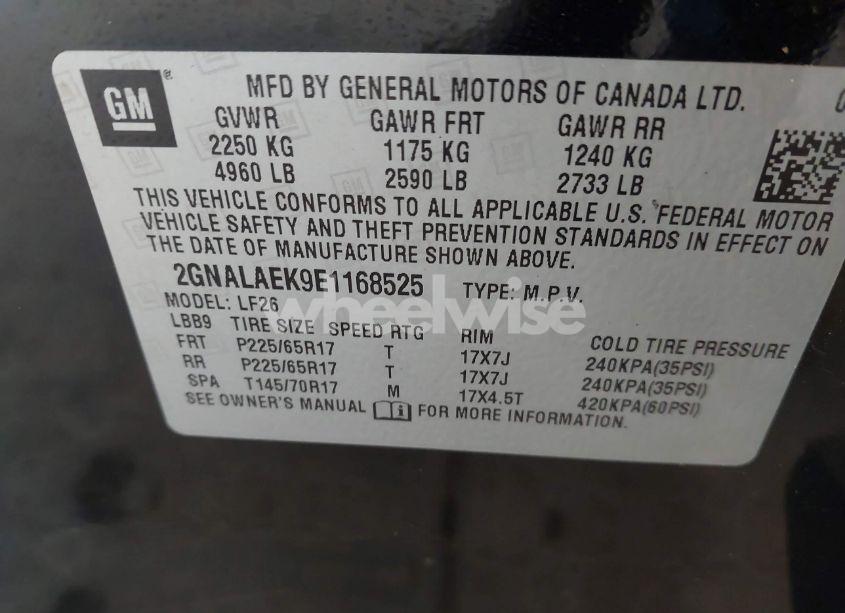 GM
MFD BY GENERAL MOTORS OF CANADA LTD.
GVWR GAWR FRT GAWR RR
2250 KG 1175 KG 1240 KG
4960 LB 2590 LB 2733 LB
THIS VEHICLE CONFORMS TO ALL APPLICABLE U.S. FEDERAL MOTOR
VEHICLE SAFETY AND THEFT PREVENTION STANDARDS IN EFFECT ON
THE DATE OF MANUFACTURE SHOWN ABOVE.
2GNALAEK9E1168525 TYPE: M.P.V.
MODEL: LF26
wheelwise
LBB9 TIRE SIZE SPEED RTG RIM COLD TIRE PRESSURE
FRT P225/65R17 T 17X7J 240KPA(35PSI)
RR P225/65R17 T 17X7J 240KPA(35PSI)
SPA T145/70R17 M 17X4.5T 420KPA(60PSI)
SEE OWNER'S MANUAL FOR MORE INFORMATION.